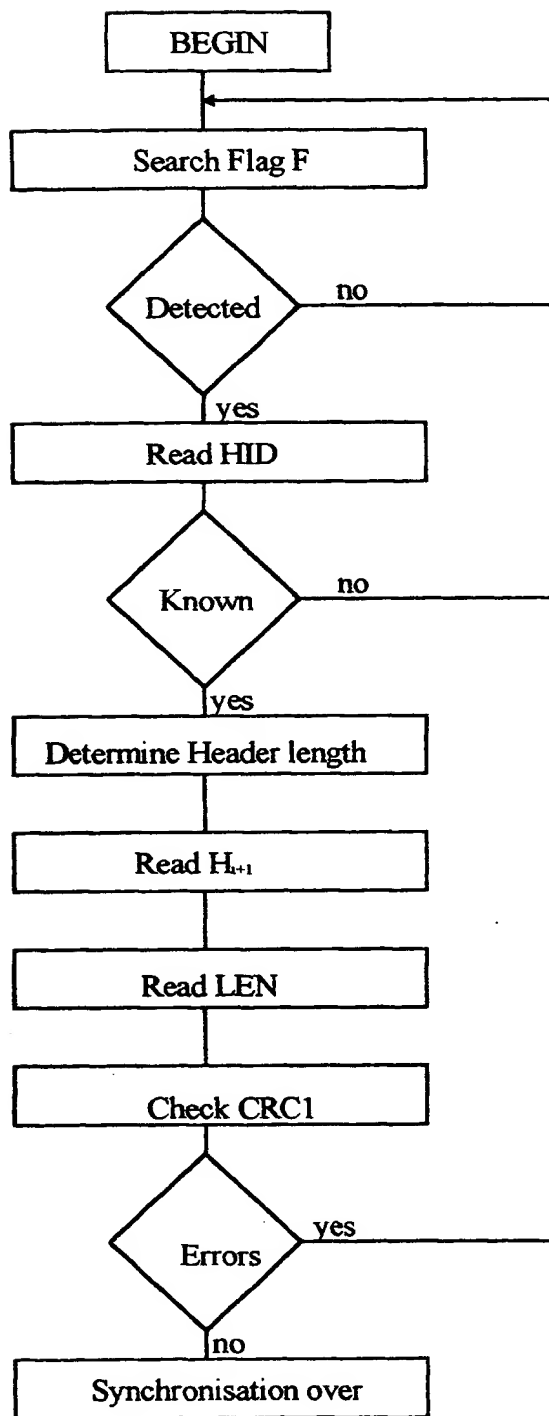 BEGIN
Search Flag F
Detected
no
yes
Read HID
Known
no
yes
Determine Header length
Read Hi+1
Read LEN
Check CRC1
Errors
yes
no
Synchronisation over